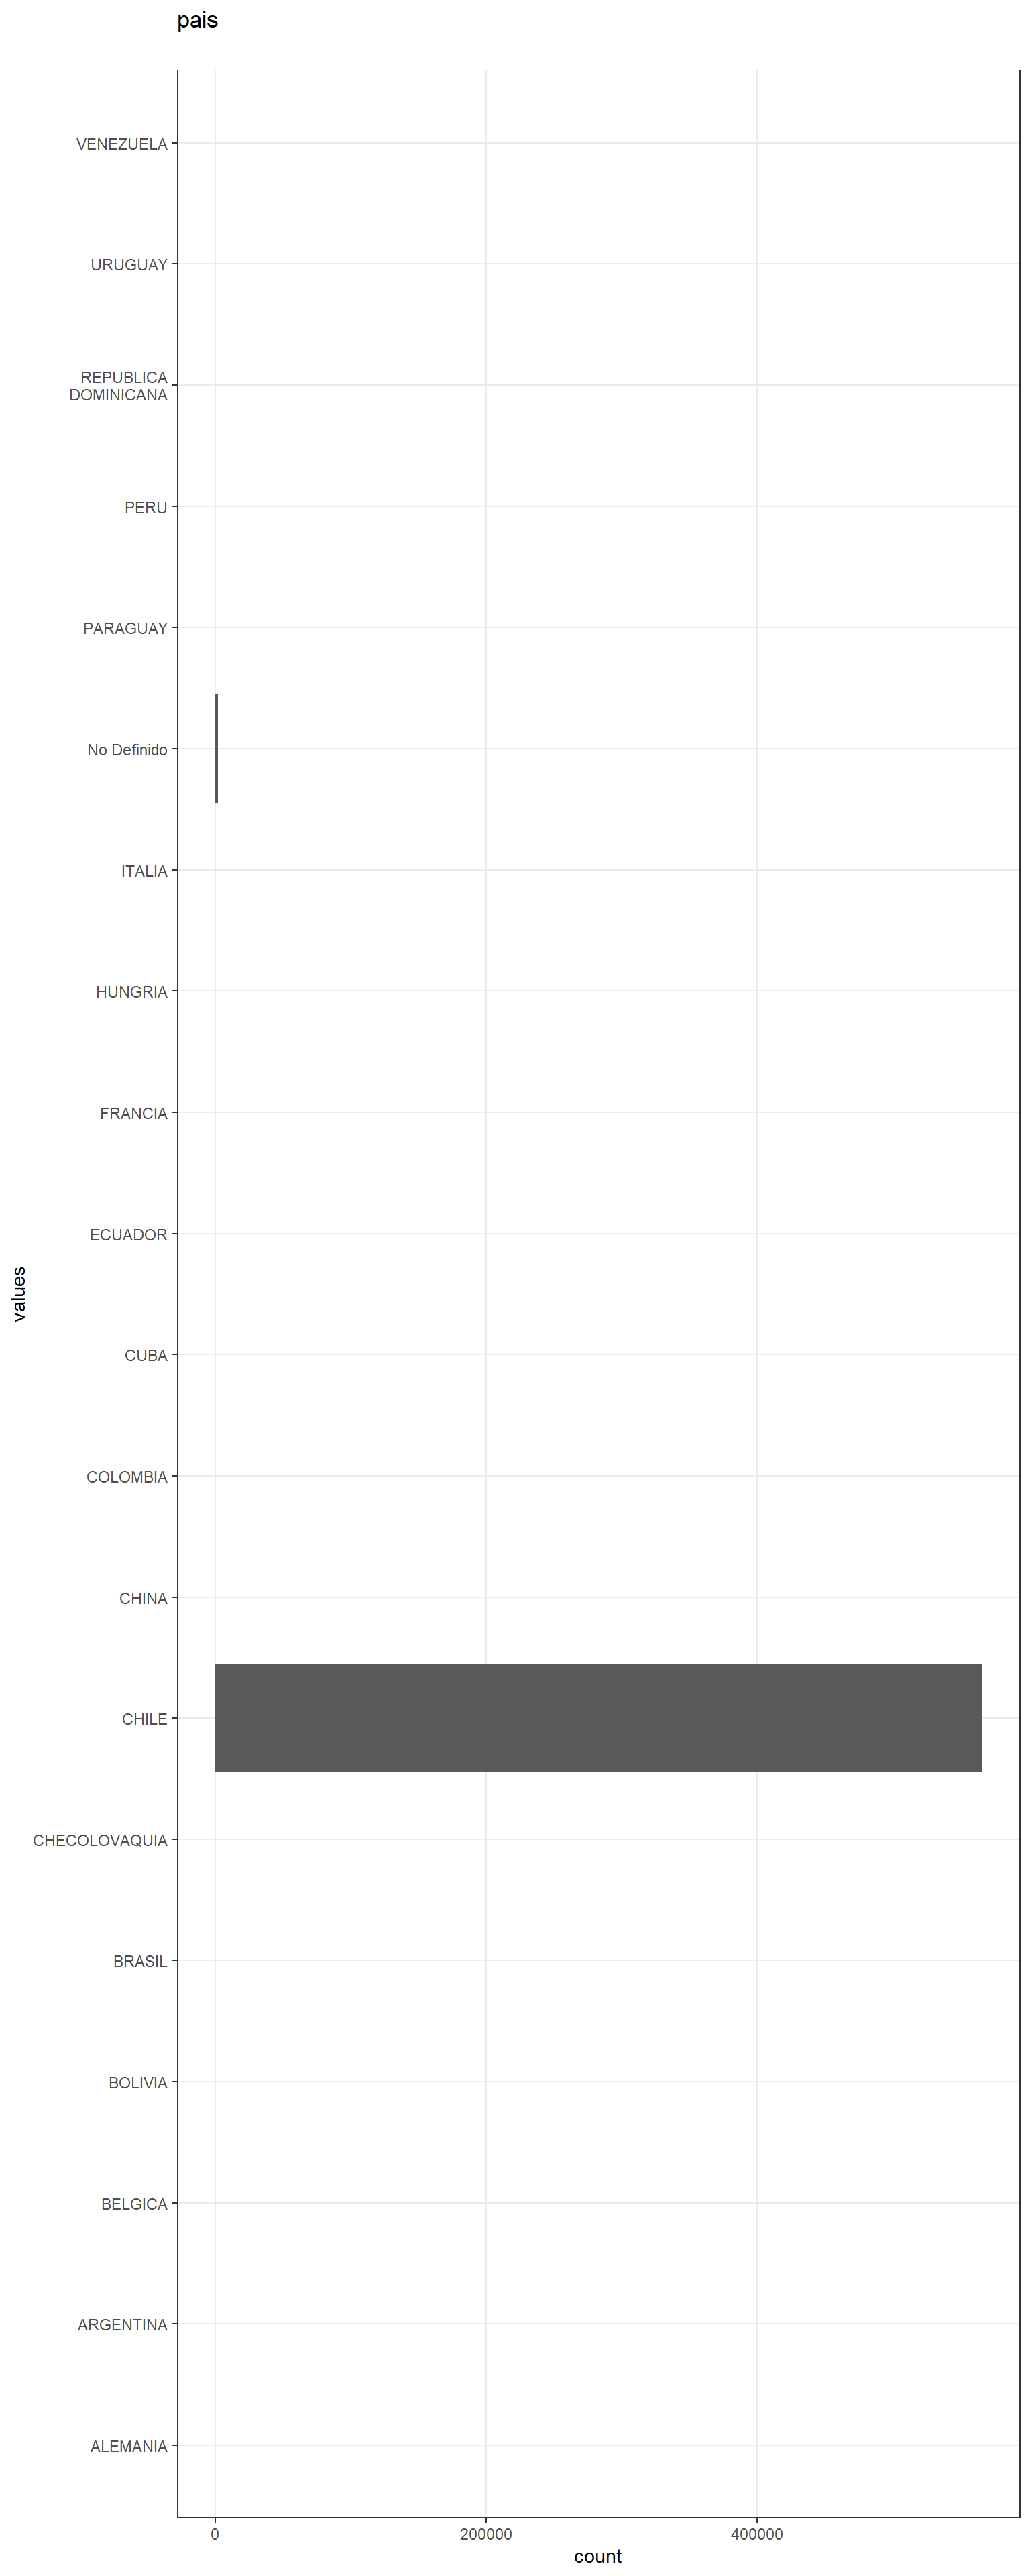 pais
VENEZUELA
URUGUAY
REPUBLICA
DOMINICANA
PERU
PARAGUAY
No Definido
ITALIA
HUNGRIA
FRANCIA
ECUADOR
values
CUBA
COLOMBIA
CHINA
CHILE
CHECOLOVAQUIA
BRASIL
BOLIVIA
BELGICA
ARGENTINA
ALEMANIA
0 200000 400000
count